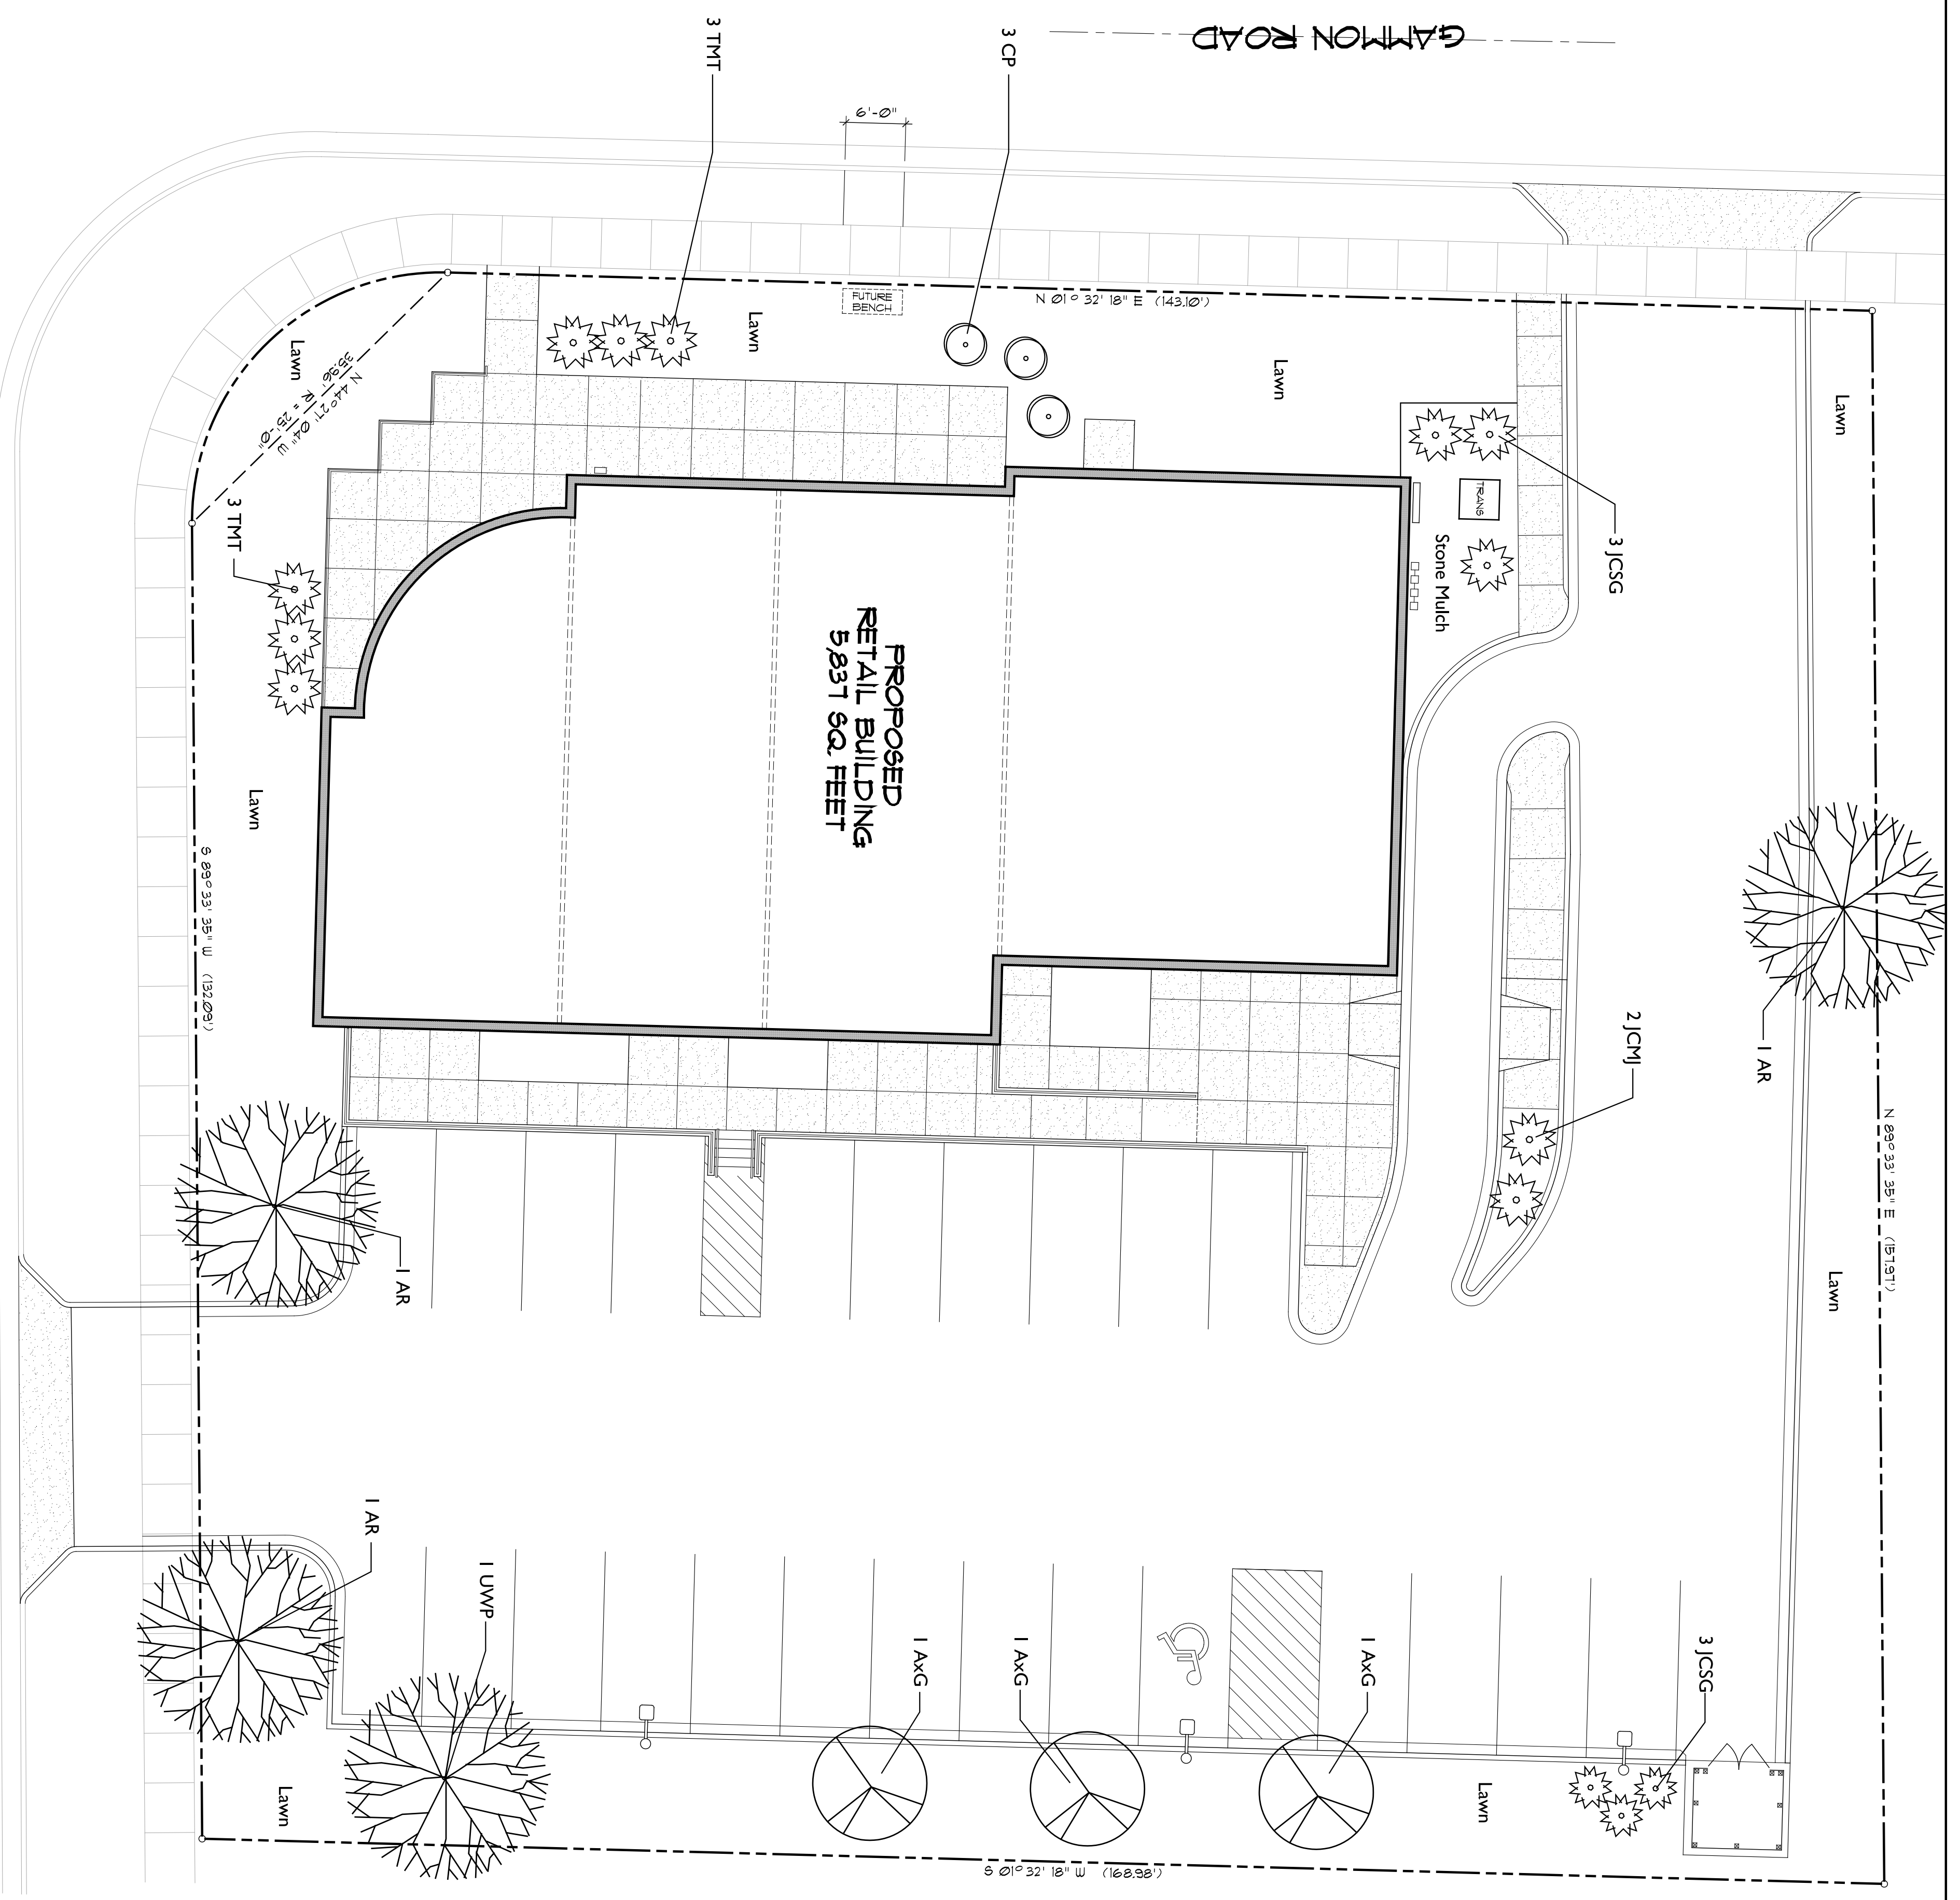 GAMMON ROAD
3 TMT
3 CP
6'-0"
FUTURE
BENCH
N 01° 32' 18" E (143.10')
Lawn
Lawn
Lawn
Lawn
N 44° 27' 04" W
35.96' R = 25'-0"
3 TMT
TRANS
Stone Mulch
3 JCSG
PROPOSED
RETAIL BUILDING
5,837 SQ. FEET
Lawn
S 89° 33' 35" W (132.09')
1 AR
2 JCMJ
N 89° 33' 35" E (157.97')
Lawn
1 AR
1 AR
1 UWP
1 AxG
1 AxG
1 AxG
3 JCSG
Lawn
Lawn
S 01° 32' 18" W (168.98')